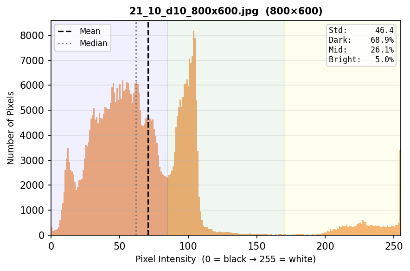 21_10_d10_800x600.jpg (800×600)
Mean
Median
Std: 46.4
Dark: 68.9%
Mid: 26.1%
Bright: 5.0%
Number of Pixels
8000
7000
6000
5000
4000
3000
2000
1000
0
0 50 100 150 200 250
Pixel Intensity (0 = black → 255 = white)